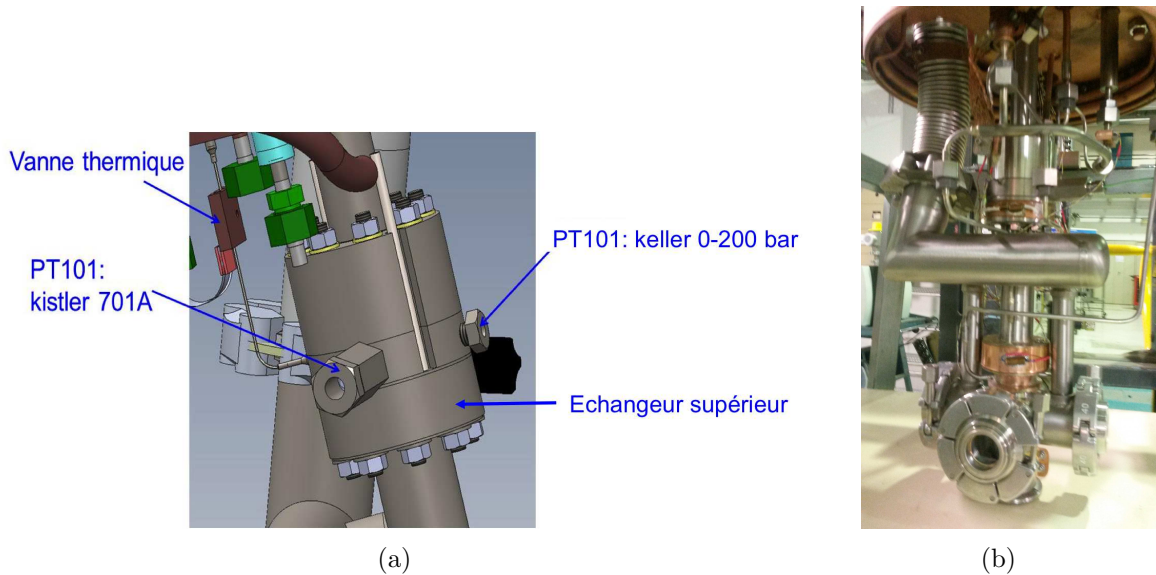 Vanne thermique
PT101:
kistler 701A
PT101: keller 0-200 bar
Echangeur supérieur
(a)
(b)